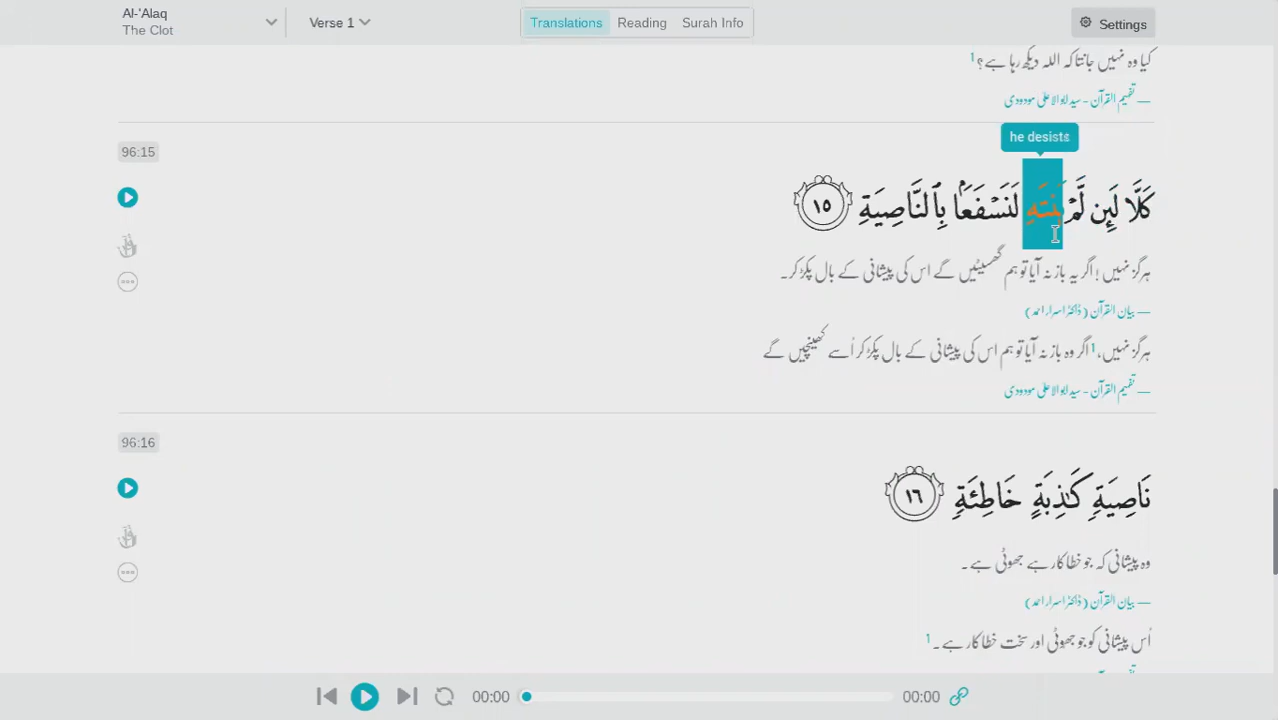 Al-'Alaq
The Clot
Verse 1
Translations
Reading
Surah Info
Settings
کیا وہ نہیں جانتا کہ اللہ دیکھ رہا ہے؟ 1
— تفہیم القرآن - سید ابو الاعلیٰ مودودی
he desists
96:15
كَلَّا لَئِن لَّمْ يَنتَهِ لَنَسْفَعًۢا بِٱلنَّاصِيَةِ ١٥
ہرگز نہیں ! اگر یہ باز نہ آیا تو ہم گھسیٹیں گے اس کی پیشانی کے بال پکڑ کر۔
— بیان القرآن (ڈاکٹر اسرار احمد)
ہرگز نہیں، 1 اگر وہ باز نہ آیا تو ہم اس کی پیشانی کے بال پکڑ کر اُسے کھینچیں گے
— تفہیم القرآن - سید ابو الاعلیٰ مودودی
96:16
نَاصِيَةٍۢ كَـٰذِبَةٍ خَاطِئَةٍۢ ١٦
وہ پیشانی کہ جو خطاکار ہے جھوٹی ہے۔
— بیان القرآن (ڈاکٹر اسرار احمد)
اُس پیشانی کو جو جھوٹی اور سخت خطاکار ہے۔ 1
00:00
00:00